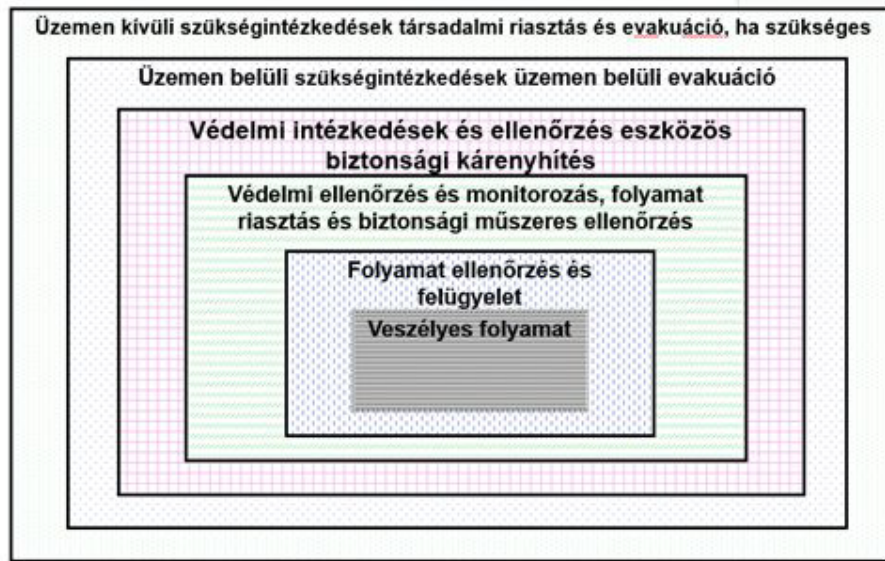 Üzemen kívüli szükségintézkedések társadalmi riasztás és evakuáció, ha szükséges
Üzemen belüli szükségintézkedések üzemen belüli evakuáció
Védelmi intézkedések és ellenőrzés eszközös
biztonsági kárenyhítés
Védelmi ellenőrzés és monitorozás, folyamat
riasztás és biztonsági műszeres ellenőrzés
Folyamat ellenőrzés és
felügyelet
Veszélyes folyamat